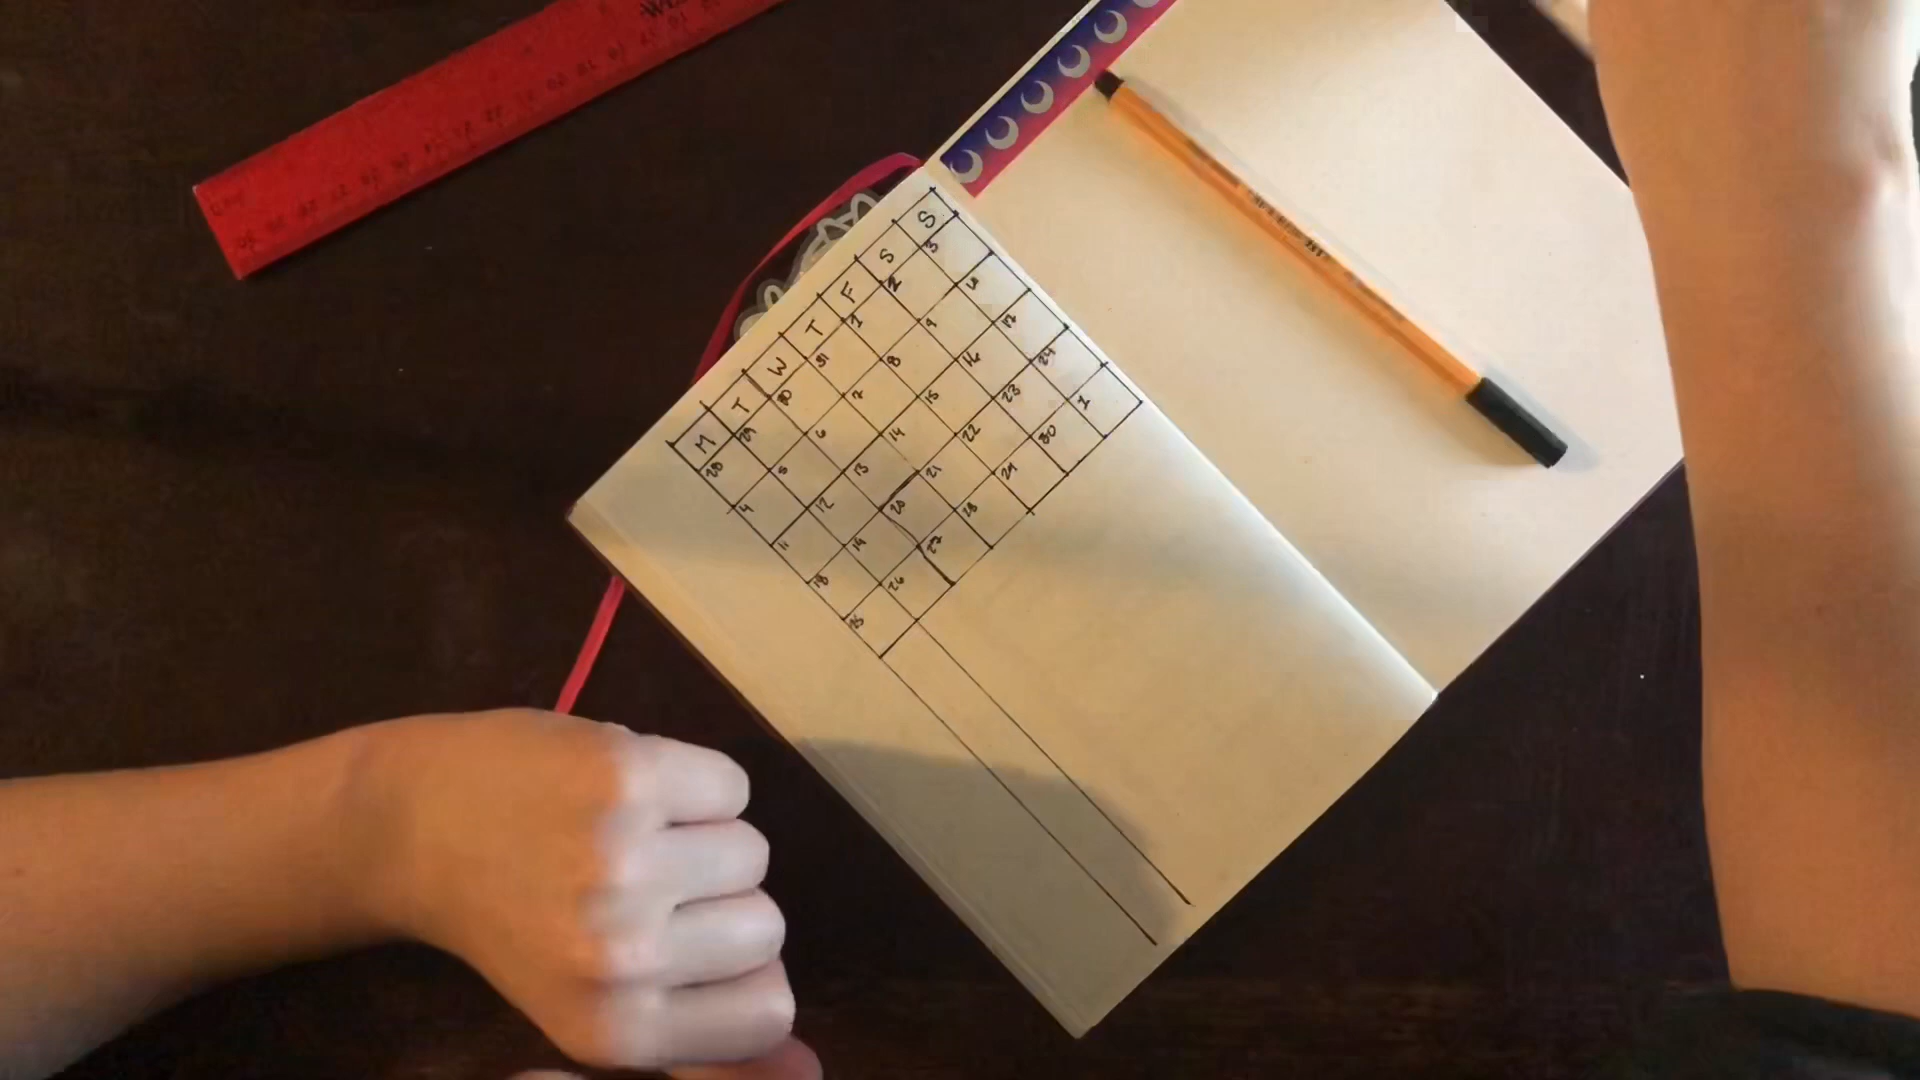 M T W T F S S
28 29 30 31 1 2 3
4 5 6 7 8 9
11 12 13 14 15 16 17
18 19 20 21 22 23 24
25 26 27 28 29 30 1